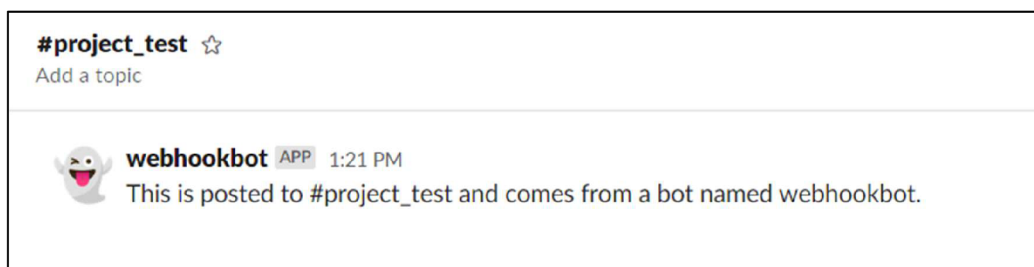 #project_test
Add a topic
webhookbot APP 1:21 PM
This is posted to #project_test and comes from a bot named webhookbot.